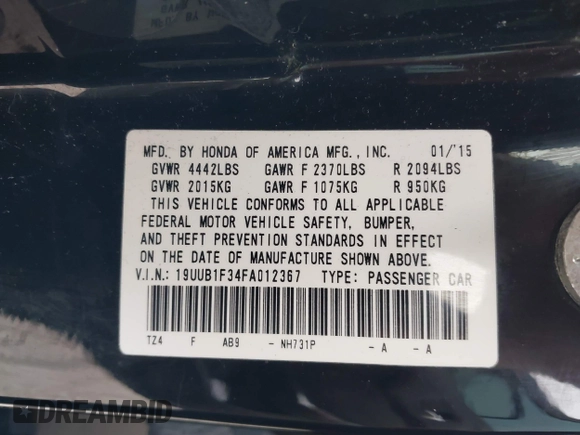 MFD. BY HONDA OF AMERICA MFG., INC. 01/'15
GVWR 4442LBS GAWR F 2370LBS R 2094LBS
GVWR 2015KG GAWR F 1075KG R 950KG
THIS VEHICLE CONFORMS TO ALL APPLICABLE
FEDERAL MOTOR VEHICLE SAFETY, BUMPER,
AND THEFT PREVENTION STANDARDS IN EFFECT
ON THE DATE OF MANUFACTURE SHOWN ABOVE.
V.I.N.: 19UUB1F34FA012367 TYPE: PASSENGER CAR
TZ4 F AB9 - NH731P - A - A
DREAMBID